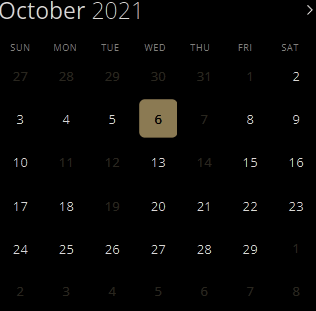 October 2021 >
SUN MON TUE WED THU FRI SAT
27 28 29 30 31 1 2
3 4 5 6 7 8 9
10 11 12 13 14 15 16
17 18 19 20 21 22 23
24 25 26 27 28 29 1
2 3 4 5 6 7 8